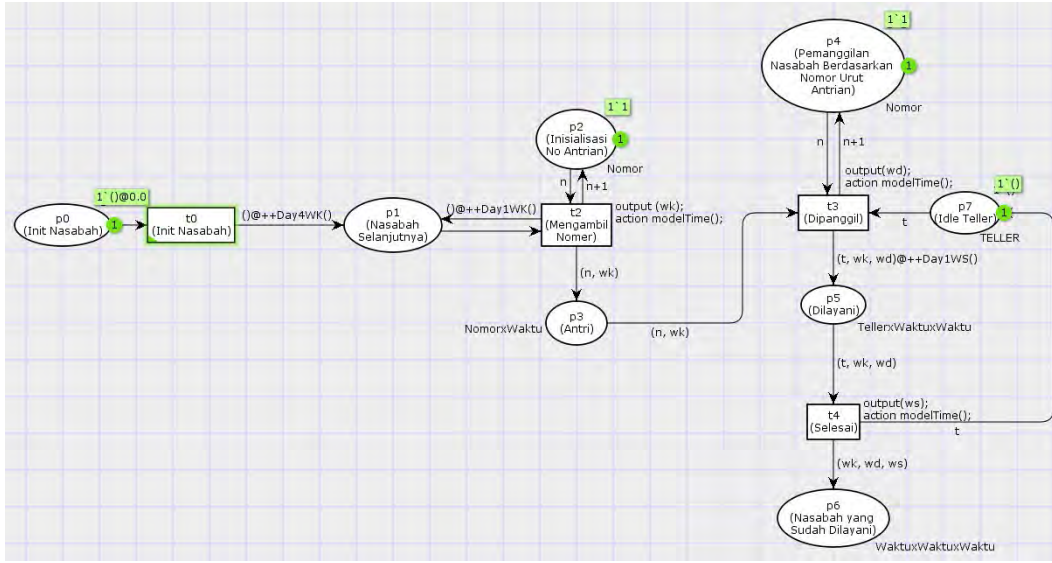 1`1
p4
(Pemanggilan
Nasabah Berdasarkan
Nomor Urut
Antrian)
1
Nomor
1`1
p2
(Inisialisasi
No Antrian)
1
Nomor
n
n+1
n
n+1
output(wd);
action modelTime();
1`()@0.0
p0
(Init Nasabah)
1
t0
(Init Nasabah)
()@++Day4WK()
p1
(Nasabah
Selanjutnya)
()@++Day1WK()
t2
(Mengambil
Nomer)
output (wk);
action modelTime();
t3
(Dipanggil)
t
1`()
p7
(Idle Teller)
1
TELLER
(n, wk)
(t, wk, wd)@++Day1WS()
p3
(Antri)
NomorxWaktu
(n, wk)
p5
(Dilayani)
TellerxWaktuxWaktu
(t, wk, wd)
output(ws);
action modelTime();
t4
(Selesai)
t
(wk, wd, ws)
p6
(Nasabah yang
Sudah Dilayani)
WaktuxWaktuxWaktu